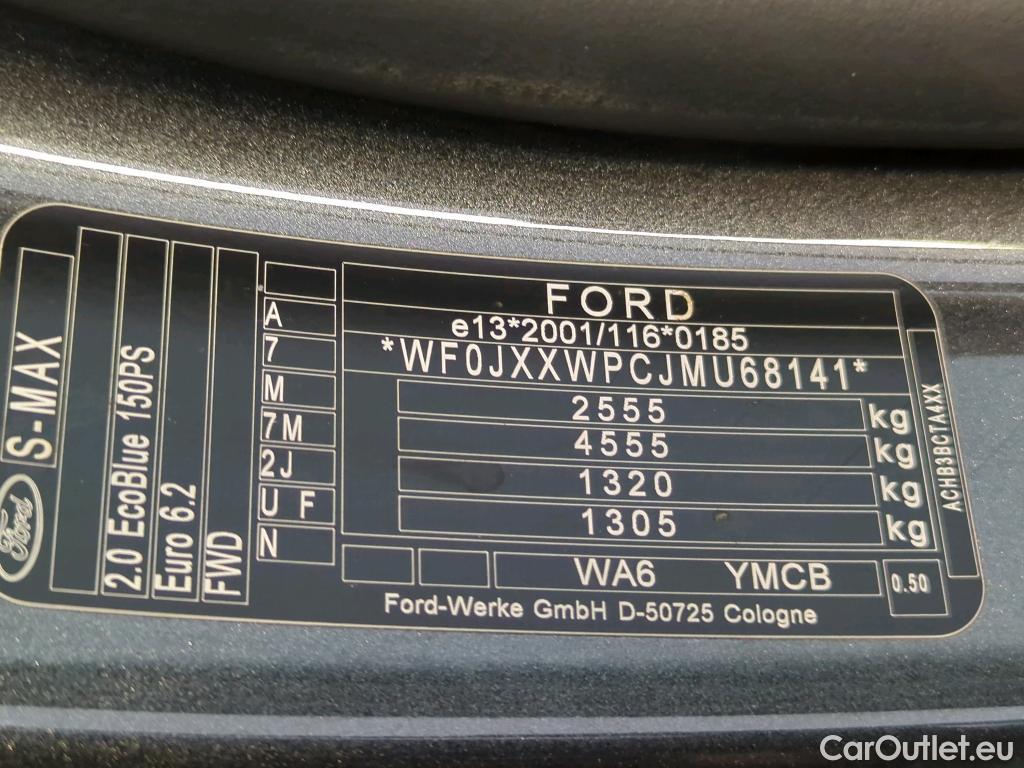 FORD
e13*2001/116*0185
*WF0JXXWPCJMU68141*
2555 kg
4555 kg
1320 kg
1305 kg
WA6 YMCB
0.50
Ford-Werke GmbH D-50725 Cologne
A
7
M
7M
2J
U F
N
S-MAX
Ford
2.0 EcoBlue 150PS
Euro 6.2
FWD
ACHB3BCTA4XX
CarOutlet.eu